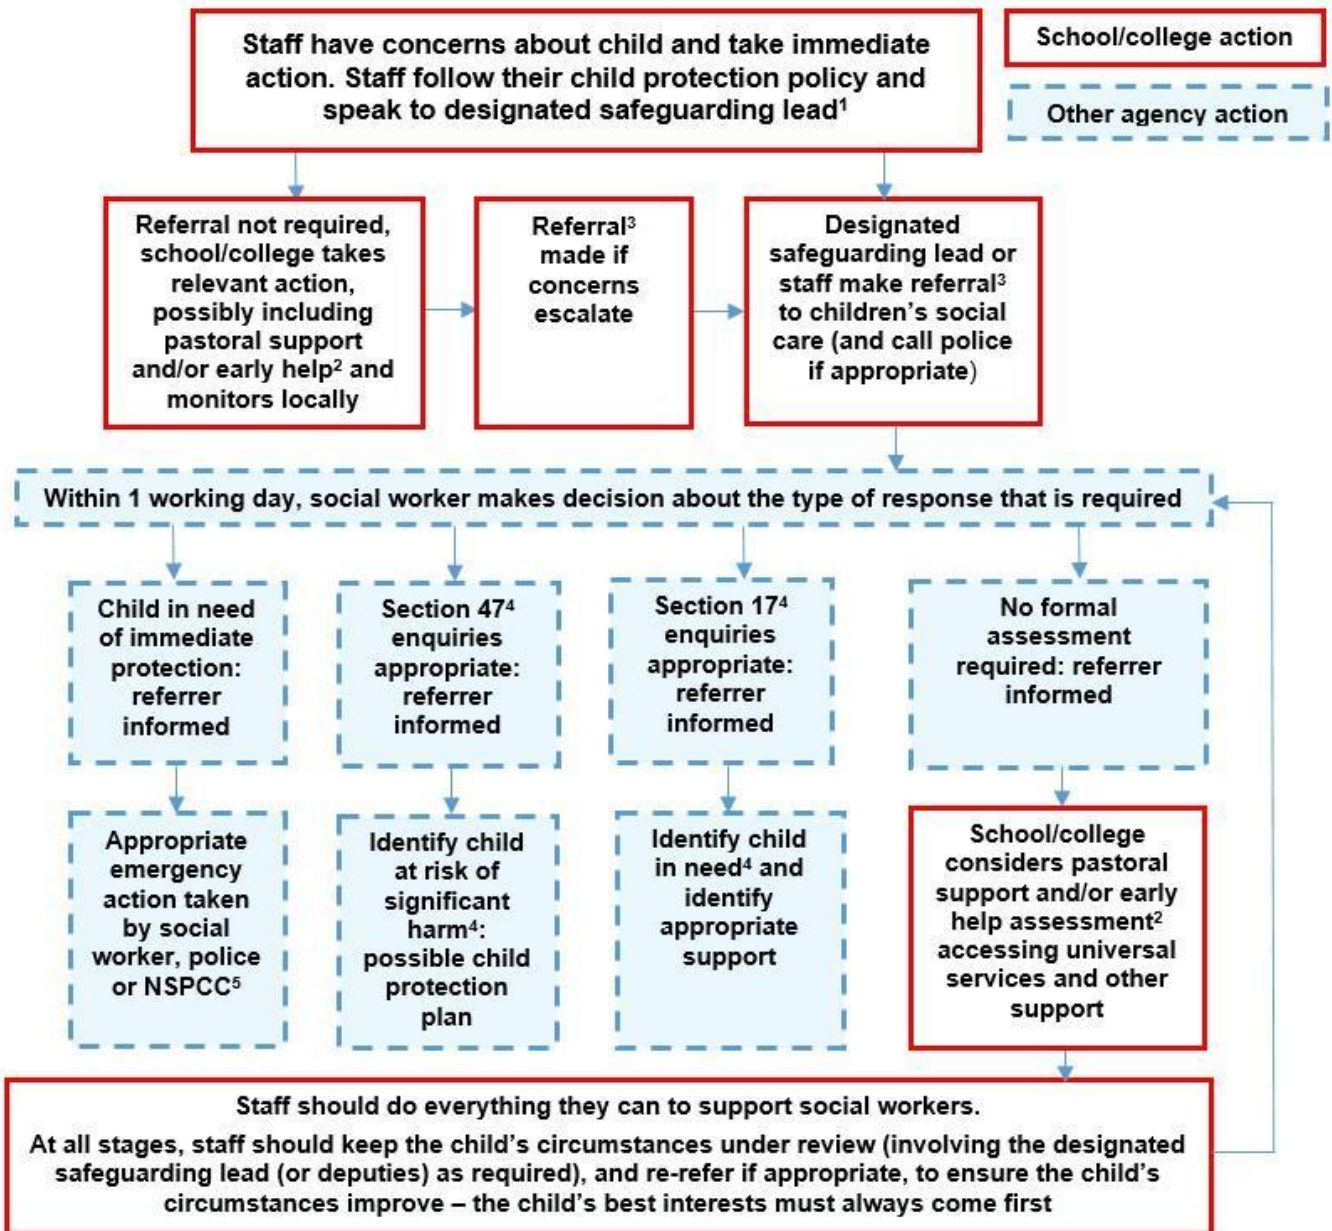 Staff have concerns about child and take immediate
action. Staff follow their child protection policy and
speak to designated safeguarding lead¹
School/college action
Other agency action
Referral not required,
school/college takes
relevant action,
possibly including
pastoral support
and/or early help² and
monitors locally
Referral³
made if
concerns
escalate
Designated
safeguarding lead or
staff make referral³
to children’s social
care (and call police
if appropriate)
Within 1 working day, social worker makes decision about the type of response that is required
Child in need
of immediate
protection:
referrer
informed
Section 47⁴
enquiries
appropriate:
referrer
informed
Section 17⁴
enquiries
appropriate:
referrer
informed
No formal
assessment
required: referrer
informed
Appropriate
emergency
action taken
by social
worker, police
or NSPCC⁵
Identify child
at risk of
significant
harm⁴:
possible child
protection
plan
Identify child
in need⁴ and
identify
appropriate
support
School/college
considers pastoral
support and/or early
help assessment²
accessing universal
services and other
support
Staff should do everything they can to support social workers.
At all stages, staff should keep the child’s circumstances under review (involving the designated
safeguarding lead (or deputies) as required), and re-refer if appropriate, to ensure the child’s
circumstances improve – the child’s best interests must always come first